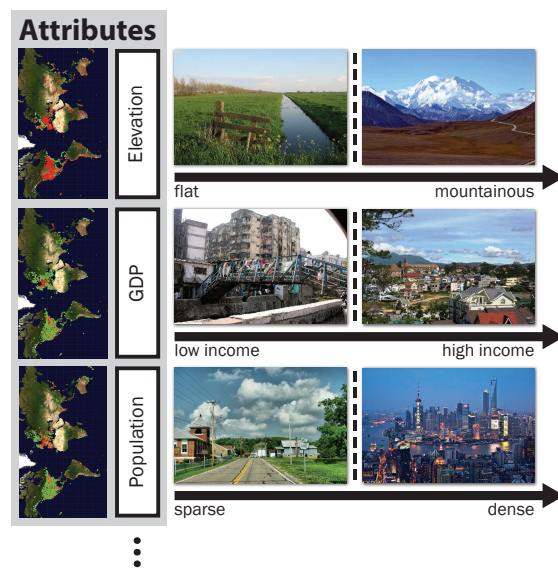 Attributes
Elevation
flat
mountainous
GDP
low income
high income
Population
sparse
dense